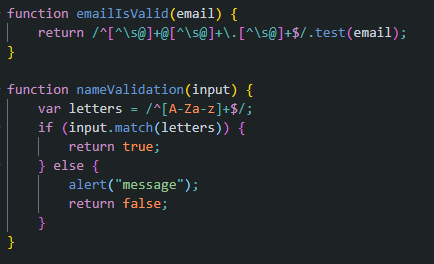 function emailIsValid(email) {
    return /^[^\s@]+@[^\s@]+\.[^\s@]+$/.test(email);
}

function nameValidation(input) {
    var letters = /^[A-Za-z]+$/;
    if (input.match(letters)) {
        return true;
    } else {
        alert("message");
        return false;
    }
}